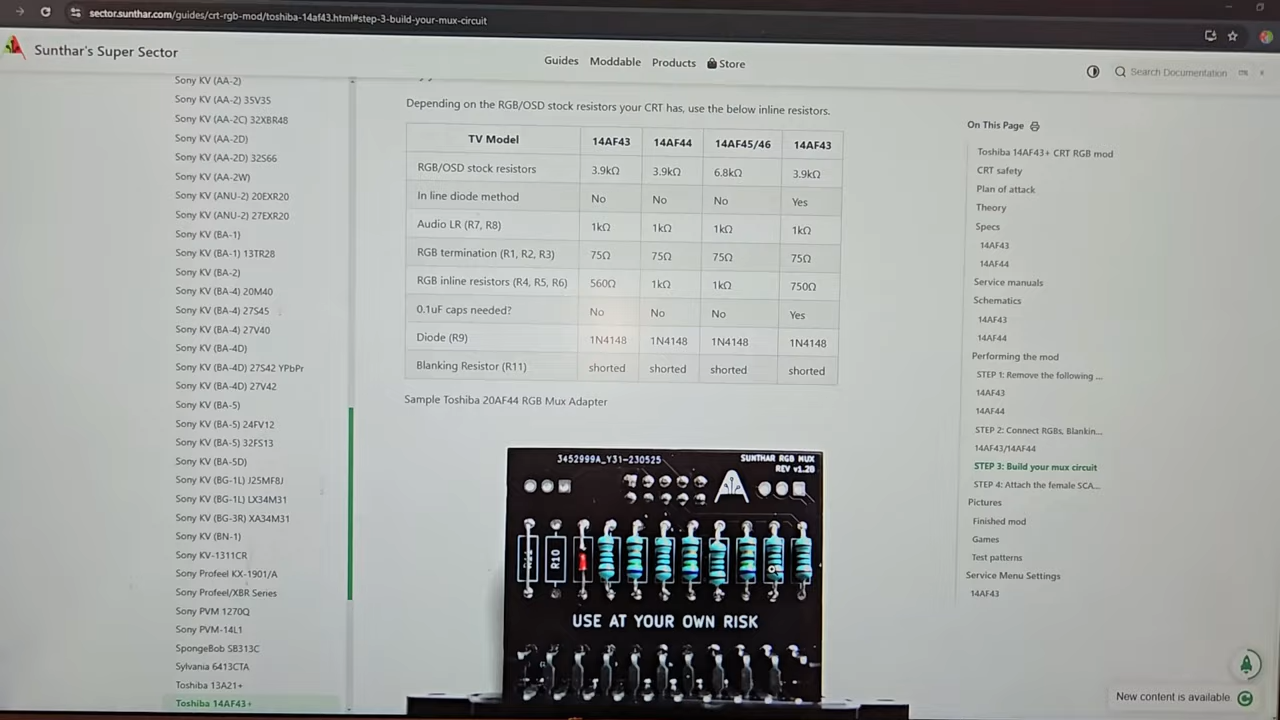 sector.sunthar.com/guides/crt-rgb-mod/toshiba-14af43.html#step-3-build-your-mux-circuit
Sunthar's Super Sector
Guides Moddable Products Store
Search Documentation
Sony KV (AA-2)
Sony KV (AA-2) 35V35
Sony KV (AA-2C) 32XBR48
Sony KV (AA-2D)
Sony KV (AA-2D) 32S66
Sony KV (AA-2W)
Sony KV (ANU-2) 20EXR20
Sony KV (ANU-2) 27EXR20
Sony KV (BA-1)
Sony KV (BA-1) 13TR28
Sony KV (BA-2)
Sony KV (BA-4) 20M40
Sony KV (BA-4) 27S45
Sony KV (BA-4) 27V40
Sony KV (BA-4D)
Sony KV (BA-4D) 27S42 YPbPr
Sony KV (BA-4D) 27V42
Sony KV (BA-5)
Sony KV (BA-5) 24FV12
Sony KV (BA-5) 32FS13
Sony KV (BA-5D)
Sony KV (BG-1L) J25MF8J
Sony KV (BG-1L) LX34M31
Sony KV (BG-3R) XA34M31
Sony KV (BN-1)
Sony KV-1311CR
Sony Profeel KX-1901/A
Sony Profeel/XBR Series
Sony PVM 1270Q
Sony PVM-14L1
SpongeBob SB313C
Sylvania 6413CTA
Toshiba 13A21+
Toshiba 14AF43+
Depending on the RGB/OSD stock resistors your CRT has, use the below inline resistors.
TV Model 14AF43 14AF44 14AF45/46 14AF43
RGB/OSD stock resistors 3.9kΩ 3.9kΩ 6.8kΩ 3.9kΩ
In line diode method No No No Yes
Audio LR (R7, R8) 1kΩ 1kΩ 1kΩ 1kΩ
RGB termination (R1, R2, R3) 75Ω 75Ω 75Ω 75Ω
RGB inline resistors (R4, R5, R6) 560Ω 1kΩ 1kΩ 750Ω
0.1uF caps needed? No No No Yes
Diode (R9) 1N4148 1N4148 1N4148 1N4148
Blanking Resistor (R11) shorted shorted shorted shorted
Sample Toshiba 20AF44 RGB Mux Adapter
3452999A_Y31-230525
SUNTHAR RGB MUX
REV v1.2B
R10
USE AT YOUR OWN RISK
On This Page
Toshiba 14AF43+ CRT RGB mod
CRT safety
Plan of attack
Theory
Specs
14AF43
14AF44
Service manuals
Schematics
14AF43
14AF44
Performing the mod
STEP 1: Remove the following ...
14AF43
14AF44
STEP 2: Connect RGBs, Blankin...
14AF43/14AF44
STEP 3: Build your mux circuit
STEP 4: Attach the female SCA...
Pictures
Finished mod
Games
Test patterns
Service Menu Settings
14AF43
New content is available.